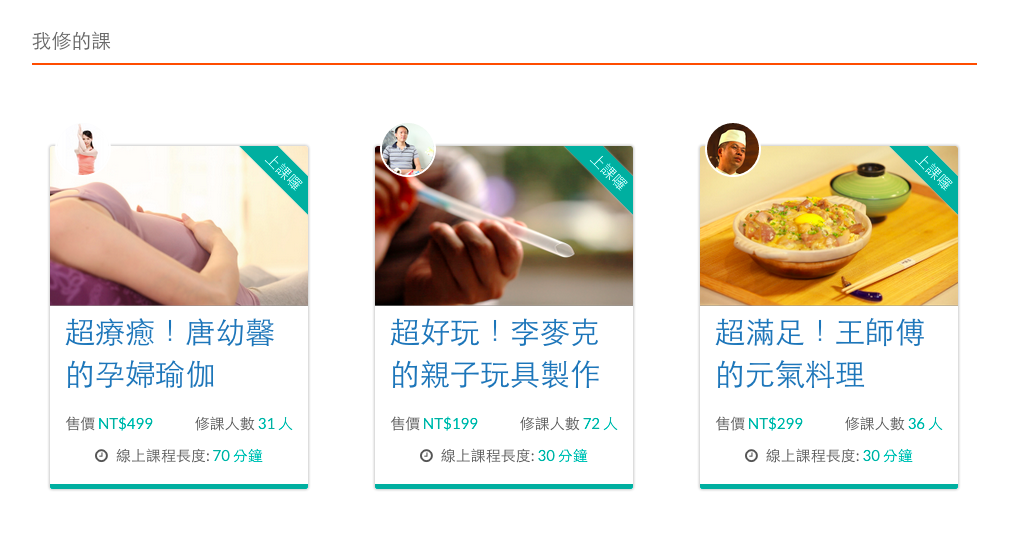 我修的課
上課囉
上課囉
上課囉
超療癒！唐幼馨
的孕婦瑜伽
售價 NT$499 修課人數 31 人
線上課程長度: 70 分鐘
超好玩！李麥克
的親子玩具製作
售價 NT$199 修課人數 72 人
線上課程長度: 30 分鐘
超滿足！王師傅
的元氣料理
售價 NT$299 修課人數 36 人
線上課程長度: 30 分鐘